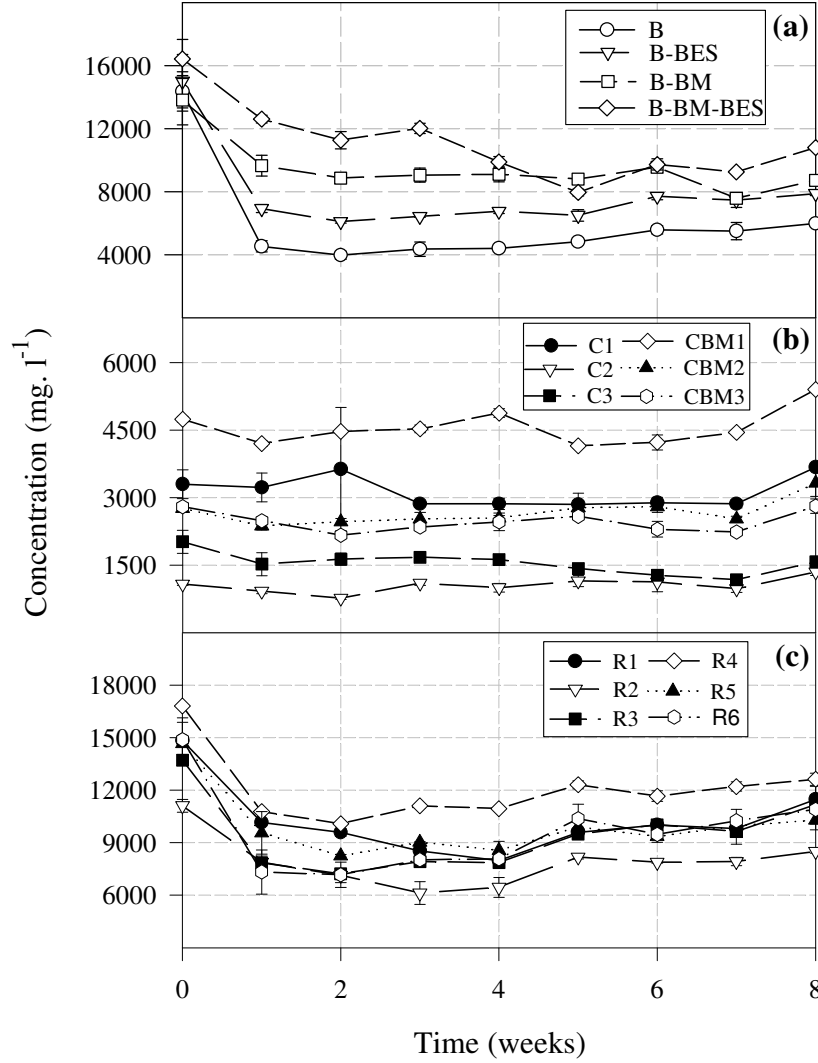 (a)
B
B-BES
B-BM
B-BM-BES
16000
12000
8000
4000
(b)
C1 CBM1
C2 CBM2
C3 CBM3
6000
4500
3000
1500
Concentration (mg. l⁻¹)
(c)
R1 R4
R2 R5
R3 R6
18000
15000
12000
9000
6000
0 2 4 6 8
Time (weeks)